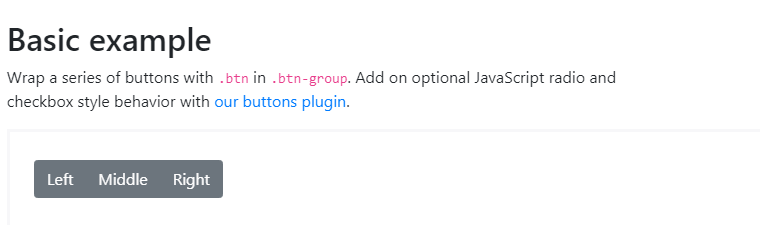 Basic example
Wrap a series of buttons with .btn in .btn-group. Add on optional JavaScript radio and
checkbox style behavior with our buttons plugin.
Left Middle Right